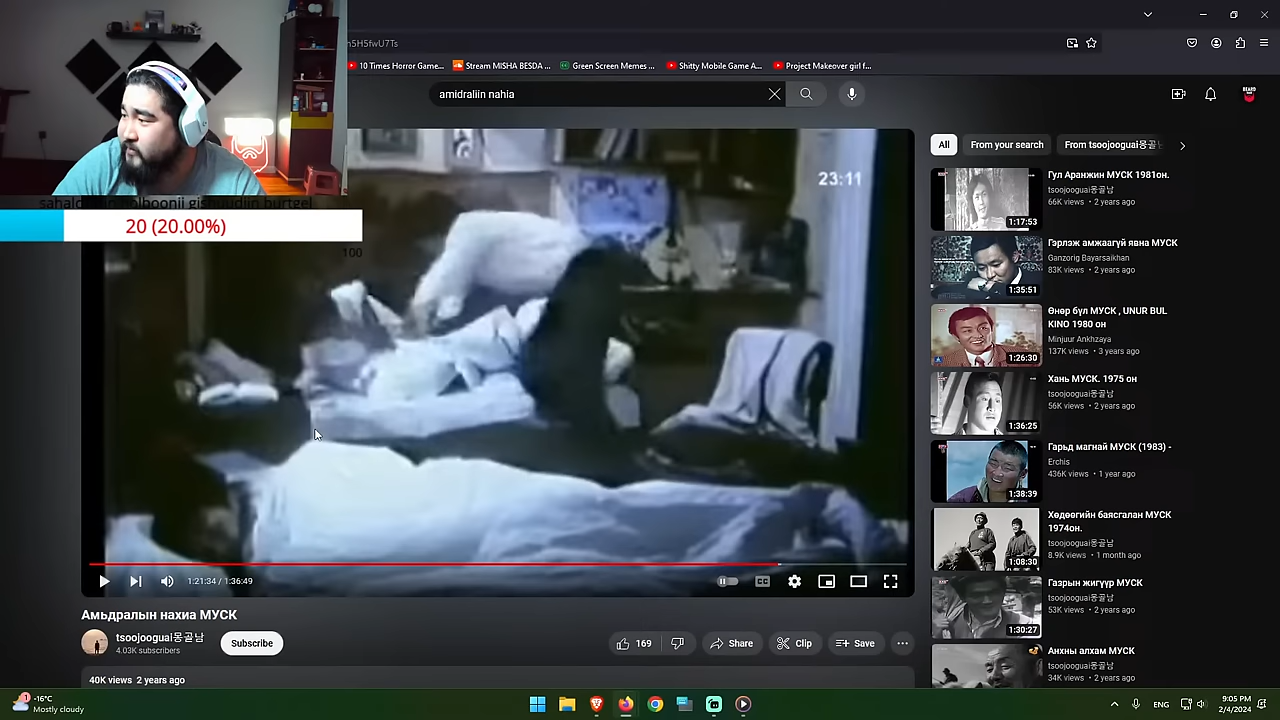 n5H5fwU7Ts
10 Times Horror Game...
Stream MISHA BESDA ...
Green Screen Memes ...
Shitty Mobile Game A...
Project Makeover girl f...
amidraliin nahia
BEARD
20 (20.00%)
100
23:11
All
From your search
From tsoojooguai몽골
Гул Аранжин МУСК 1981он.
tsoojooguai몽골남
66K views • 2 years ago
1:17:53
Гэрлэж амжаагүй явна МУСК
Ganzorig Bayarsaikhan
83K views • 2 years ago
1:35:51
Өнөр бүл МУСК , UNUR BUL
KINO 1980 он
Minjuur Ankhzaya
137K views • 3 years ago
1:26:30
Хань МУСК. 1975 он
tsoojooguai몽골남
56K views • 2 years ago
1:36:25
Гарьд магнай МУСК (1983) -
Erchis
436K views • 1 year ago
1:38:39
Хөдөөгийн баясгалан МУСК
1974он.
tsoojooguai몽골남
8.9K views • 1 month ago
1:08:30
Газрын жигүүр МУСК
tsoojooguai몽골남
53K views • 2 years ago
1:30:27
Анхны алхам МУСК
tsoojooguai몽골남
34K views • 2 years ago
1:21:34 / 1:36:49
Амьдралын нахиа МУСК
tsoojooguai몽골남
4.03K subscribers
Subscribe
169
Share
Clip
Save
40K views 2 years ago
-16°C
Mostly cloudy
ENG
9:05 PM
2/4/2024